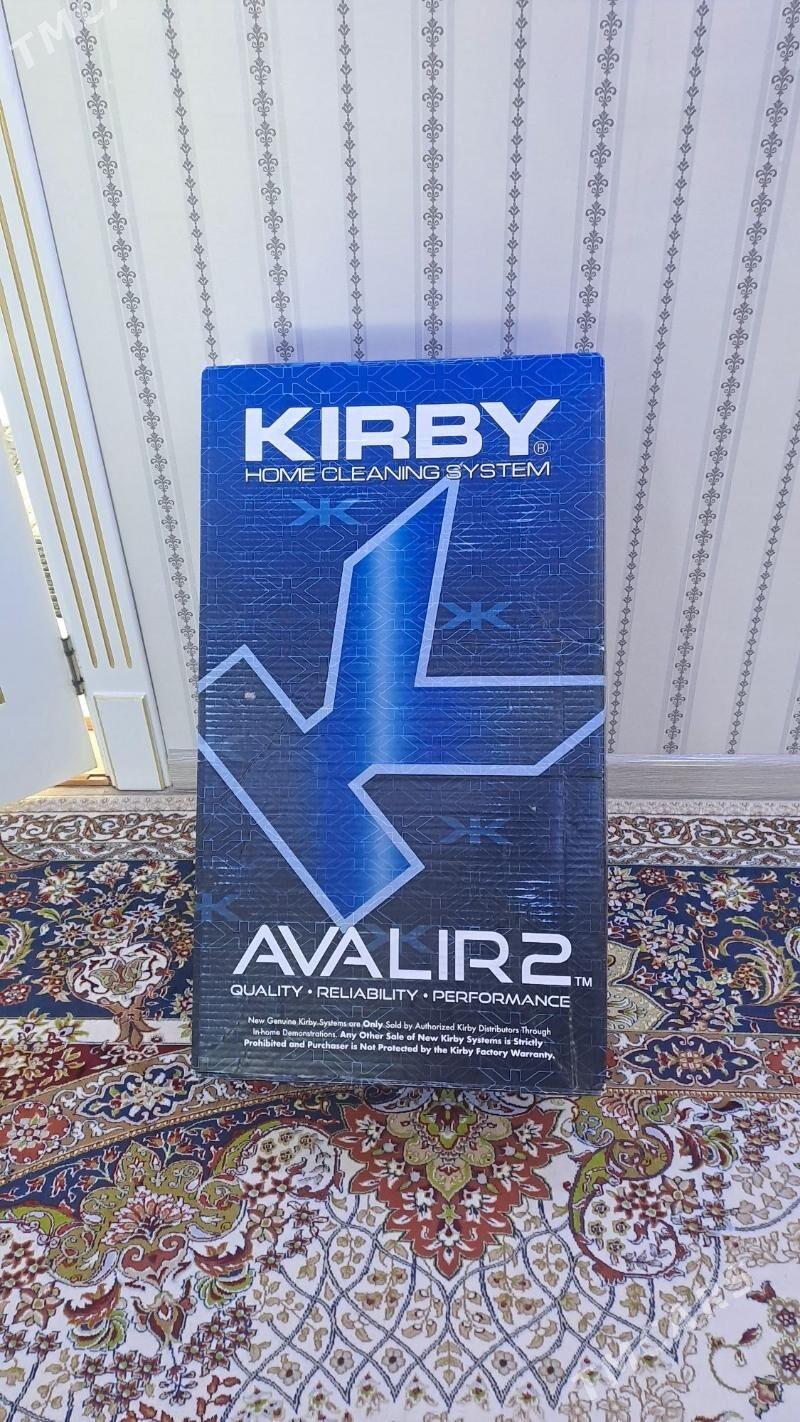 KIRBY®
HOME CLEANING SYSTEM
AVALIR2™
QUALITY • RELIABILITY • PERFORMANCE
New Genuine Kirby Systems are Only Sold by Authorized Kirby Distributors Through
In-home Demonstrations. Any Other Sale of New Kirby Systems is Strictly
Prohibited and Purchaser is Not Protected by the Kirby Factory Warranty.